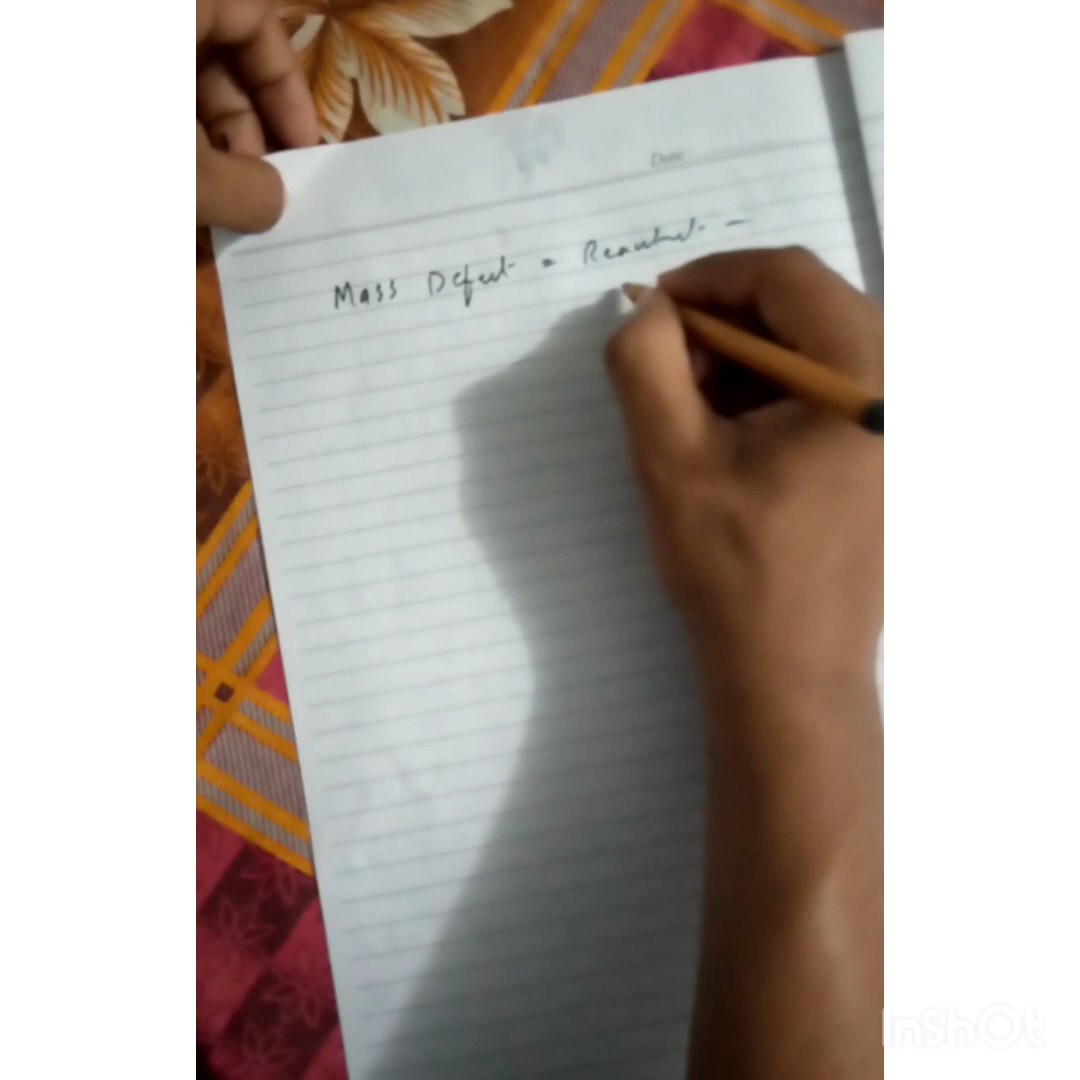 Date
Mass Defect = Reactant -
InShOt